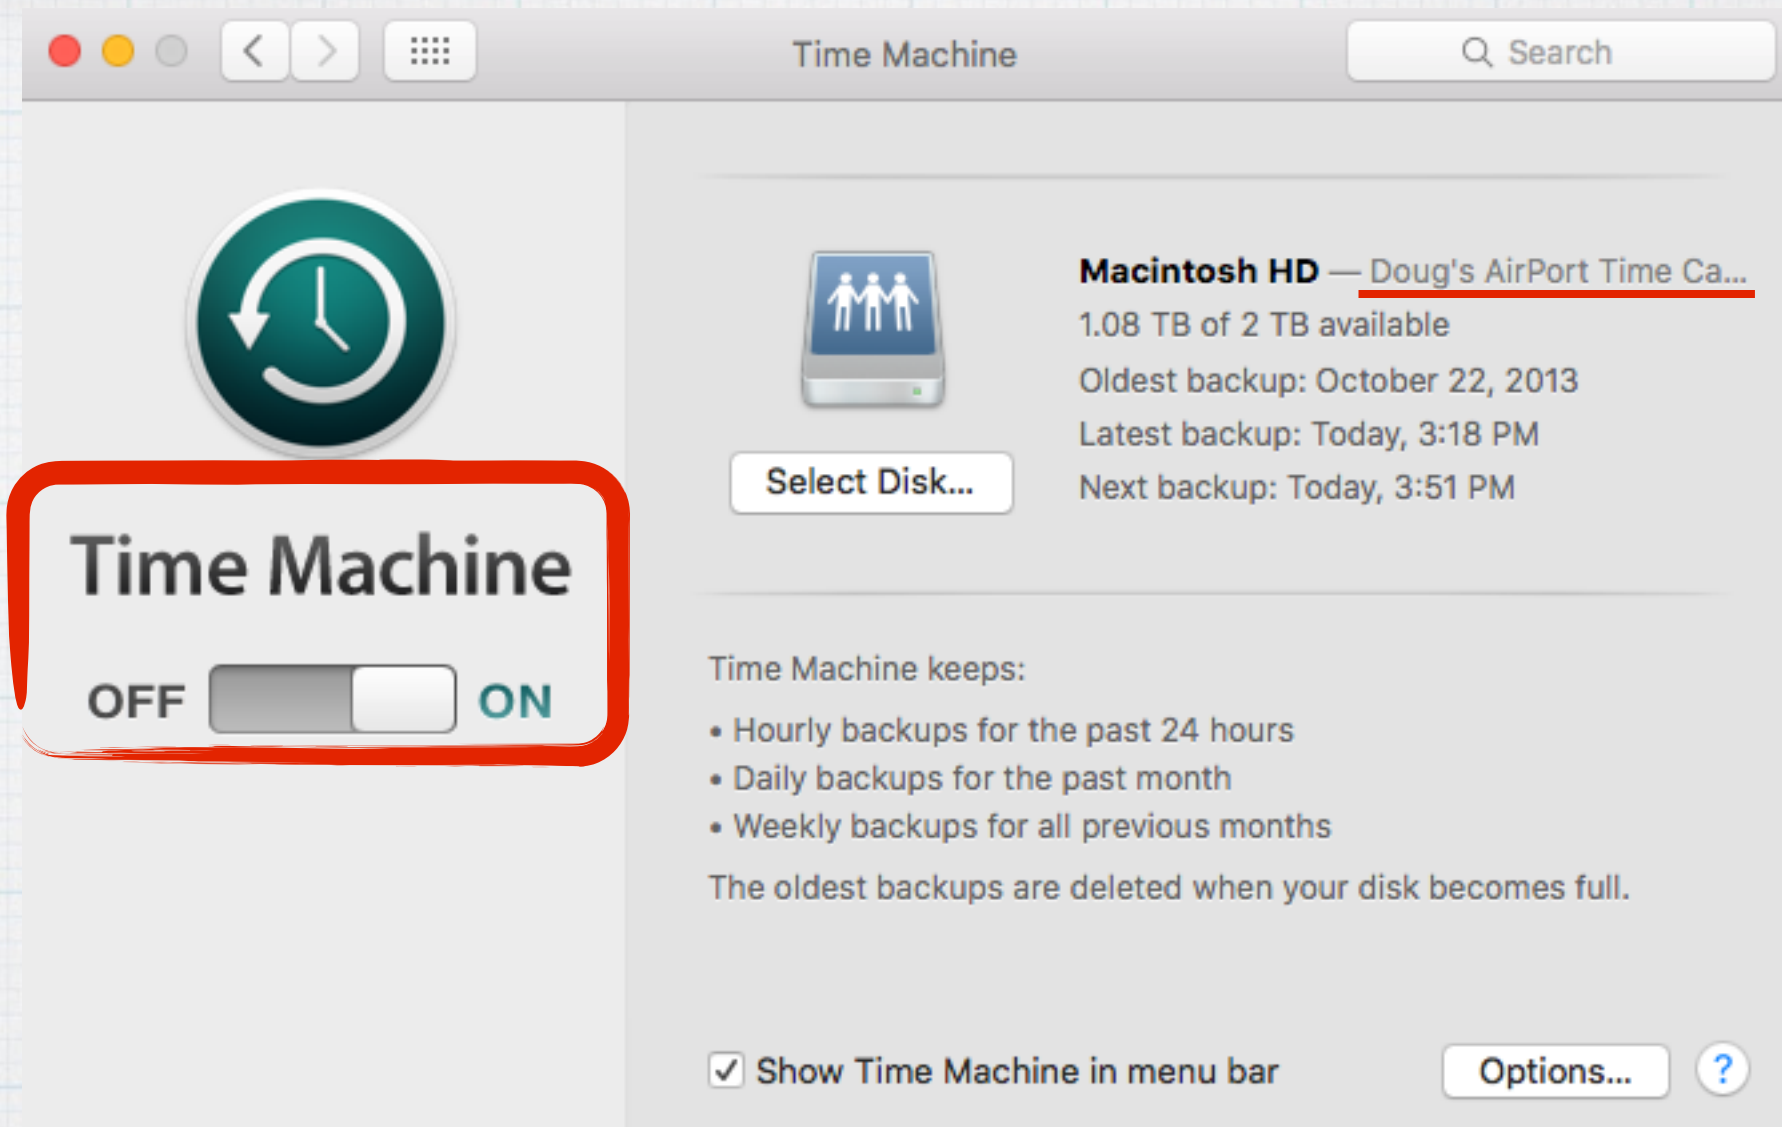 Time Machine
Search
Time Machine
OFF ON
Macintosh HD — Doug's AirPort Time Ca...
1.08 TB of 2 TB available
Oldest backup: October 22, 2013
Latest backup: Today, 3:18 PM
Next backup: Today, 3:51 PM
Select Disk...
Time Machine keeps:
• Hourly backups for the past 24 hours
• Daily backups for the past month
• Weekly backups for all previous months
The oldest backups are deleted when your disk becomes full.
Show Time Machine in menu bar
Options... ?